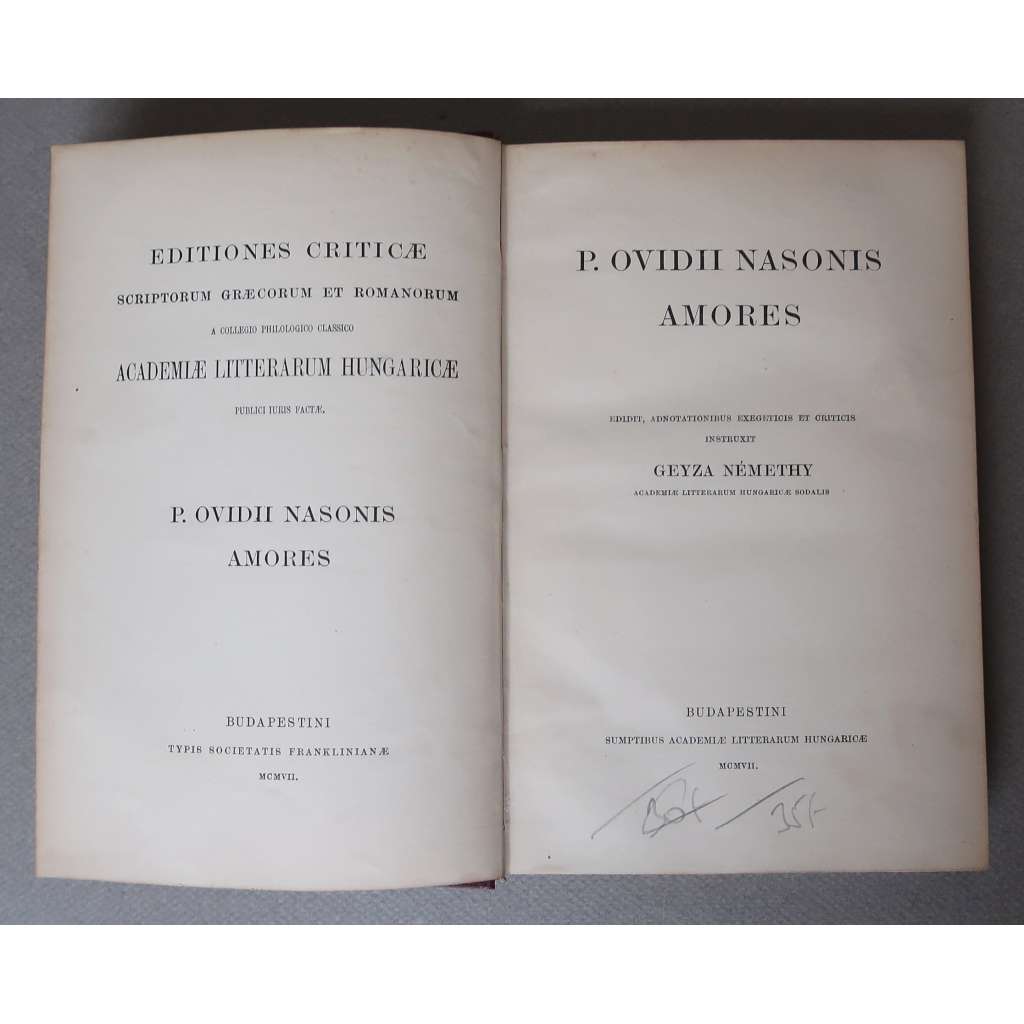 EDITIONES CRITICÆ
SCRIPTORUM GRÆCORUM ET ROMANORUM
A COLLEGIO PHILOLOGICO CLASSICO
ACADEMIÆ LITTERARUM HUNGARICÆ
PUBLICI IURIS FACTÆ.
P. OVIDII NASONIS
AMORES
BUDAPESTINI
TYPIS SOCIETATIS FRANKLINIANÆ
MCMVII.
P. OVIDII NASONIS
AMORES
EDIDIT, ADNOTATIONIBUS EXEGETICIS ET CRITICIS
INSTRUXIT
GEYZA NÉMETHY
ACADEMIÆ LITTERARUM HUNGARICÆ SODALIS
BUDAPESTINI
SUMPTIBUS ACADEMIÆ LITTERARUM HUNGARICÆ
MCMVII.